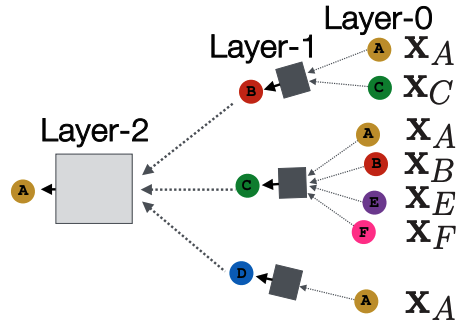 Layer-0
Layer-1
A x_A
C x_C
B
Layer-2
A x_A
B x_B
A
C
E x_E
F x_F
D
A x_A